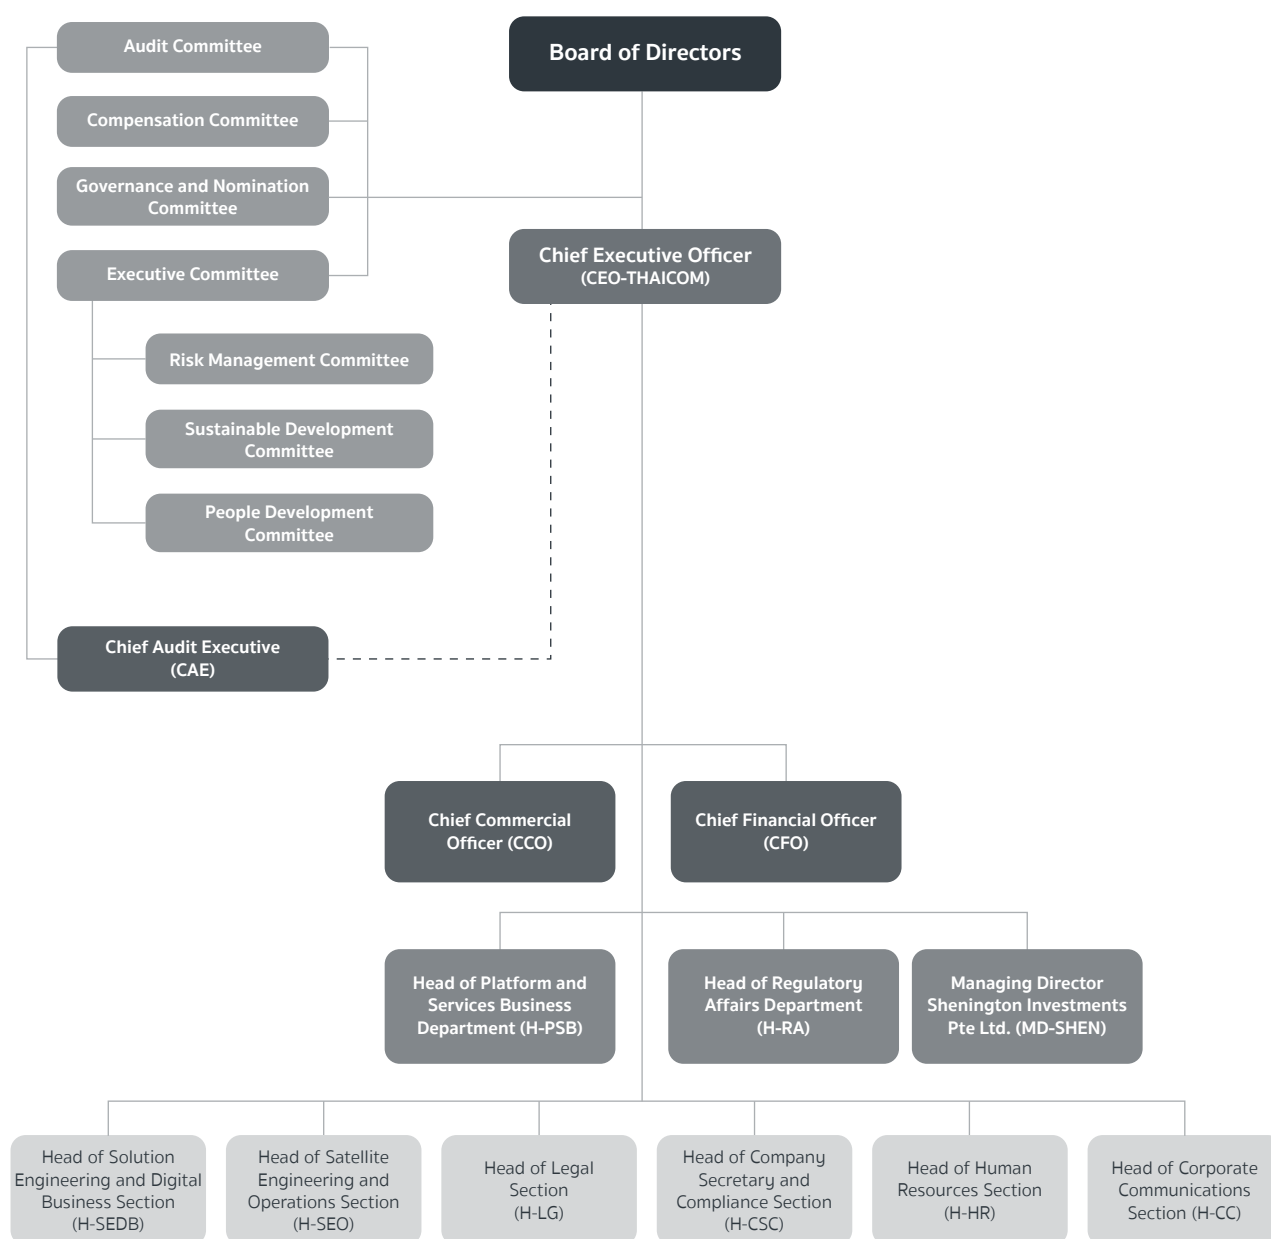 Audit Committee
Board of Directors
Compensation Committee
Governance and Nomination
Committee
Chief Executive Officer
(CEO-THAICOM)
Executive Committee
Risk Management Committee
Sustainable Development
Committee
People Development
Committee
Chief Audit Executive
(CAE)
Chief Commercial
Officer (CCO)
Chief Financial Officer
(CFO)
Head of Platform and
Services Business
Department (H-PSB)
Head of Regulatory
Affairs Department
(H-RA)
Managing Director
Shenington Investments
Pte Ltd. (MD-SHEN)
Head of Solution
Engineering and Digital
Business Section
(H-SEDB)
Head of Satellite
Engineering and
Operations Section
(H-SEO)
Head of Legal
Section
(H-LG)
Head of Company
Secretary and
Compliance Section
(H-CSC)
Head of Human
Resources Section
(H-HR)
Head of Corporate
Communications
Section (H-CC)